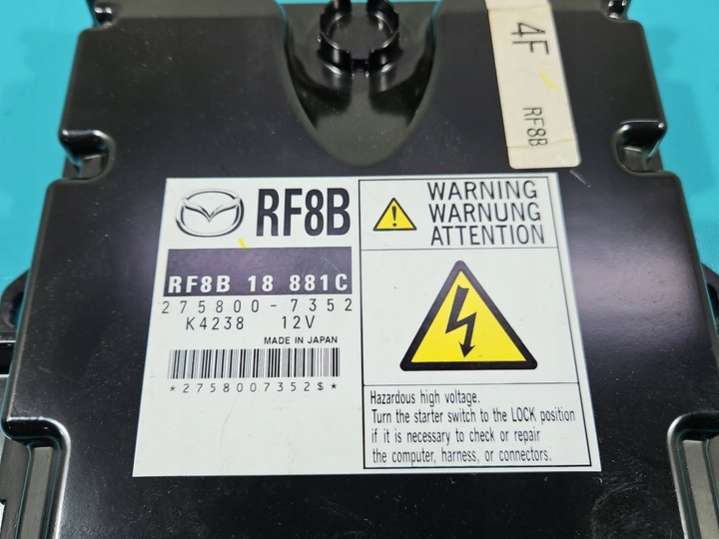 4F
RF8B
RF8B
RF8B 18 881C
275800-7352
K4238 12V
MADE IN JAPAN
*2758007352$*
WARNING
WARNUNG
ATTENTION
Hazardous high voltage.
Turn the starter switch to the LOCK position
if it is necessary to check or repair
the computer, harness, or connectors.